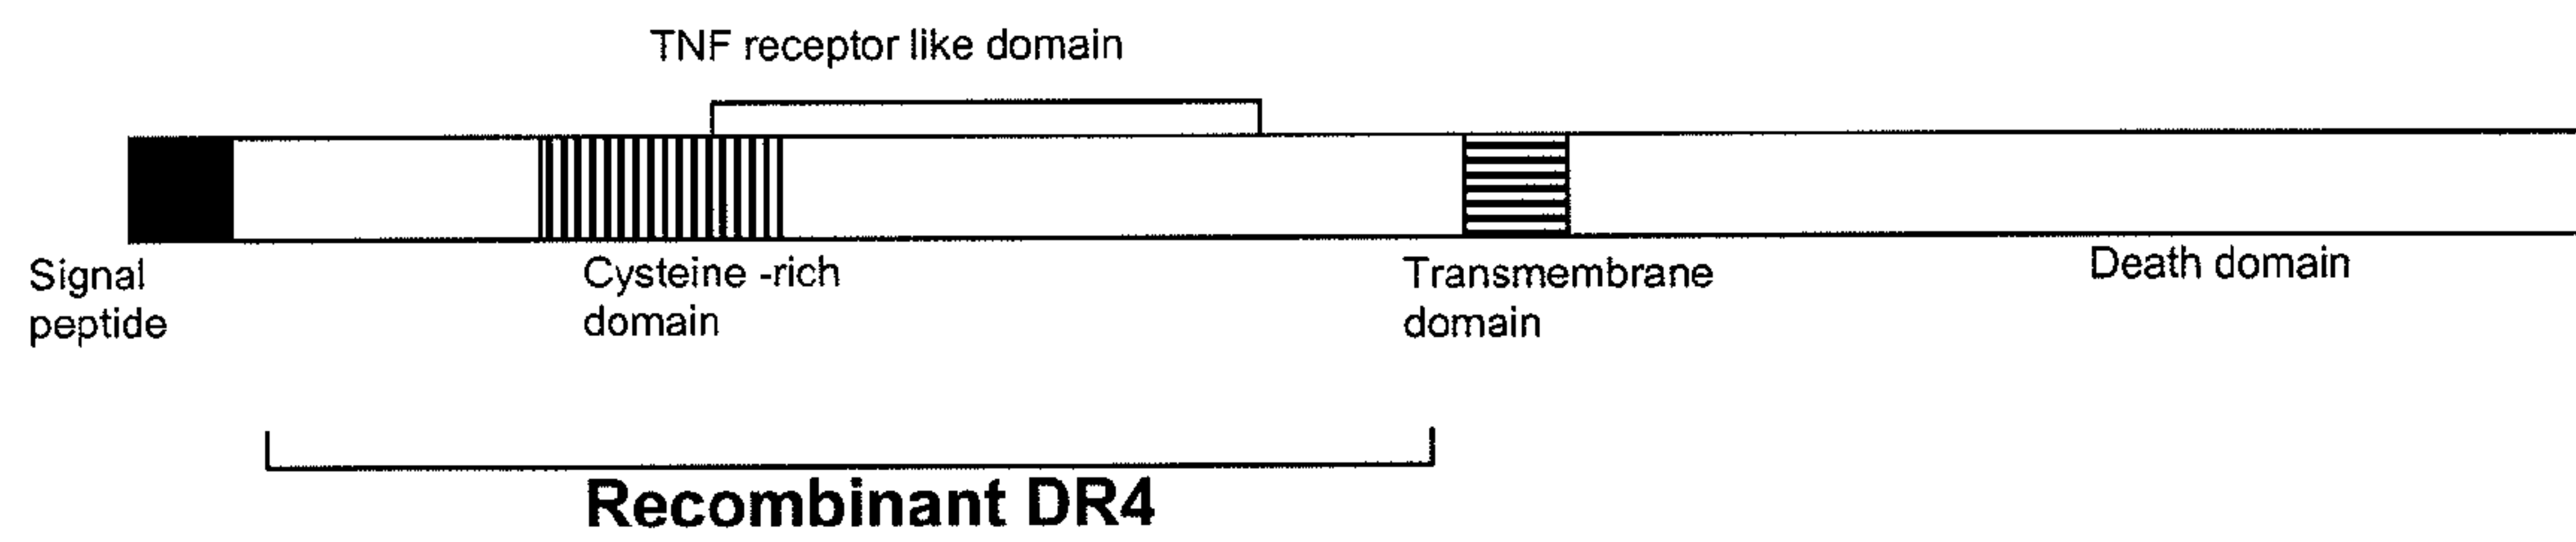 TNF receptor like domain
Signal
peptide
Cysteine -rich
domain
Transmembrane
domain
Death domain
Recombinant DR4